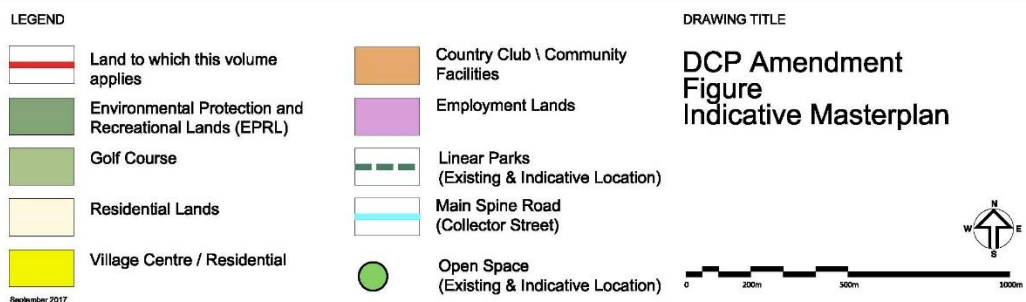 LEGEND
Land to which this volume
applies
Environmental Protection and
Recreational Lands (EPRL)
Golf Course
Residential Lands
Village Centre / Residential
September 2017
Country Club \ Community
Facilities
Employment Lands
Linear Parks
(Existing & Indicative Location)
Main Spine Road
(Collector Street)
Open Space
(Existing & Indicative Location)
DRAWING TITLE
DCP Amendment
Figure
Indicative Masterplan
N
W E
S
0 200m 500m 1000m